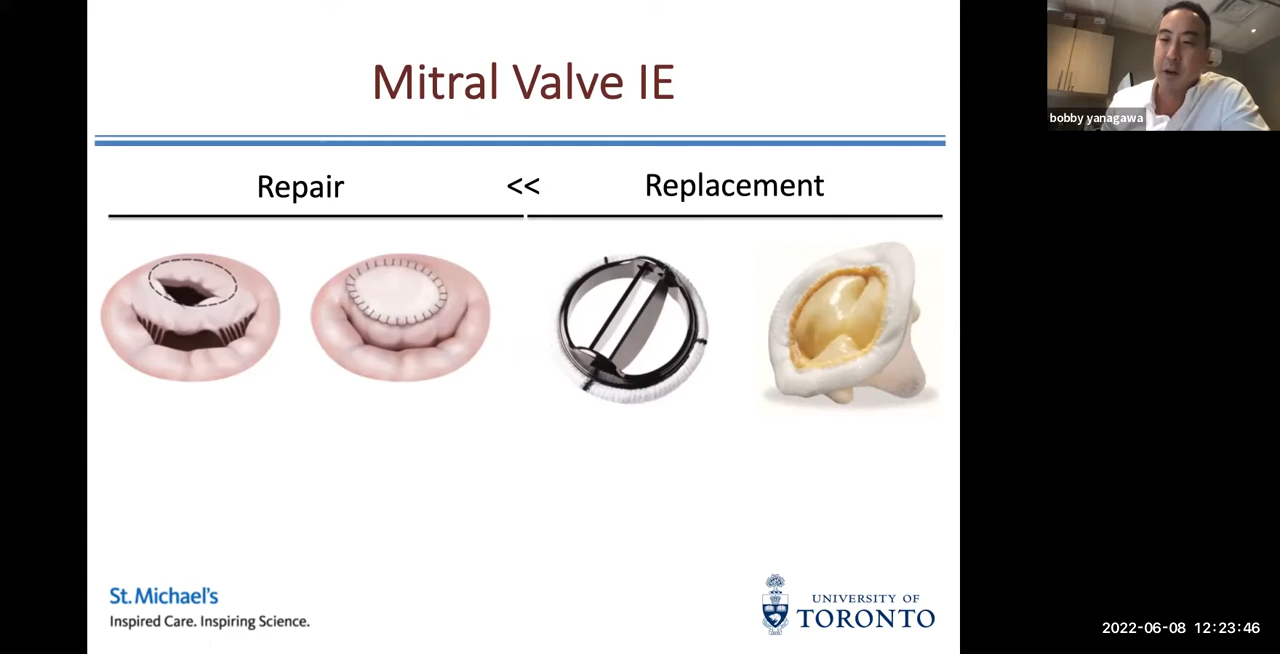 Mitral Valve IE
Repair << Replacement
St. Michael's
Inspired Care. Inspiring Science.
UNIVERSITY OF
TORONTO
bobby yanagawa
2022-06-08 12:23:46